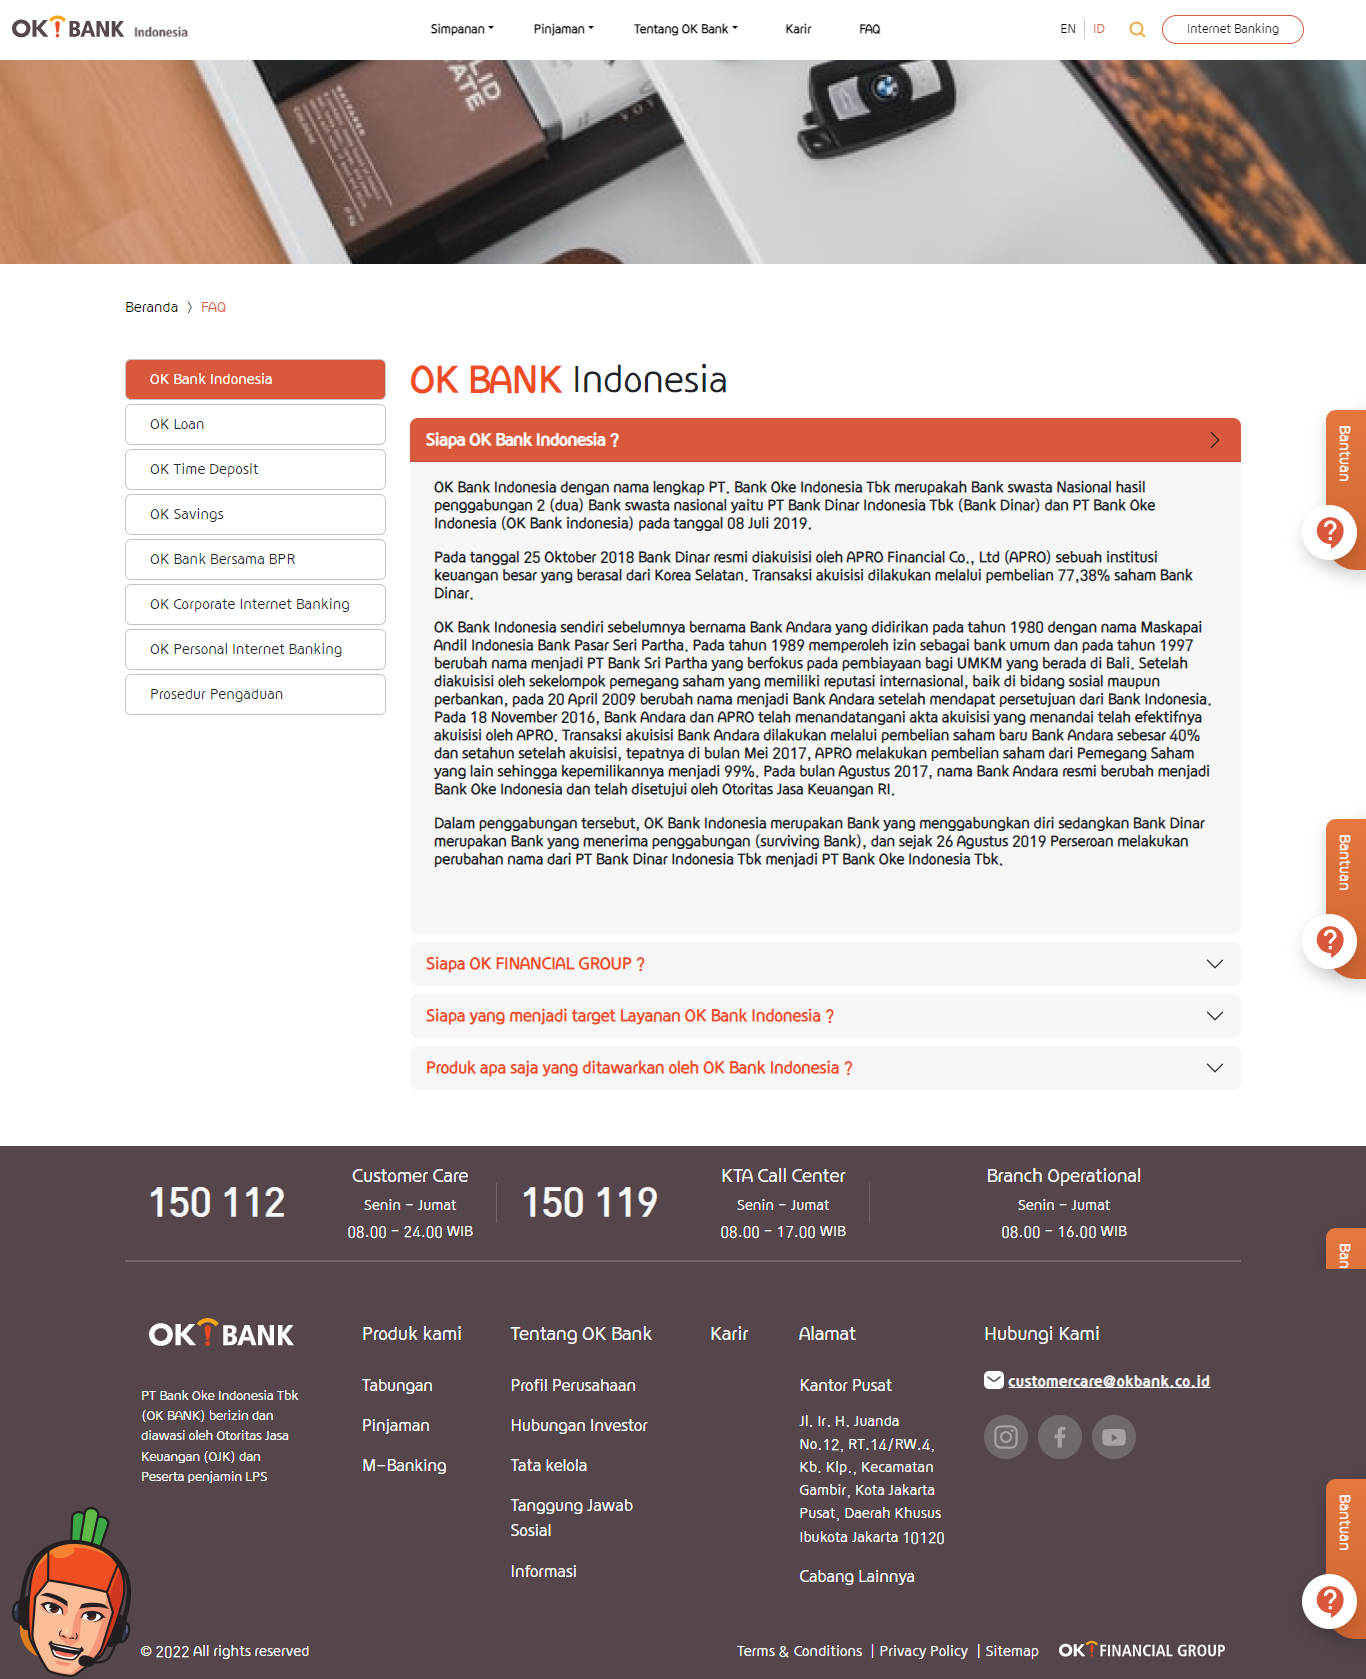 OK! BANK Indonesia
Simpanan
Pinjaman
Tentang OK Bank
Karir
FAQ
EN
ID
Internet Banking
Beranda
FAQ
OK Bank Indonesia
OK Loan
OK Time Deposit
OK Savings
OK Bank Bersama BPR
OK Corporate Internet Banking
OK Personal Internet Banking
Prosedur Pengaduan
OK BANK Indonesia
Siapa OK Bank Indonesia ?
OK Bank Indonesia dengan nama lengkap PT. Bank Oke Indonesia Tbk merupakah Bank swasta Nasional hasil
penggabungan 2 (dua) Bank swasta nasional yaitu PT Bank Dinar Indonesia Tbk (Bank Dinar) dan PT Bank Oke
Indonesia (OK Bank indonesia) pada tanggal 08 Juli 2019.
Pada tanggal 25 Oktober 2018 Bank Dinar resmi diakuisisi oleh APRO Financial Co., Ltd (APRO) sebuah institusi
keuangan besar yang berasal dari Korea Selatan. Transaksi akuisisi dilakukan melalui pembelian 77,38% saham Bank
Dinar.
OK Bank Indonesia sendiri sebelumnya bernama Bank Andara yang didirikan pada tahun 1980 dengan nama Maskapai
Andil Indonesia Bank Pasar Seri Partha. Pada tahun 1989 memperoleh izin sebagai bank umum dan pada tahun 1997
berubah nama menjadi PT Bank Sri Partha yang berfokus pada pembiayaan bagi UMKM yang berada di Bali. Setelah
diakuisisi oleh sekelompok pemegang saham yang memiliki reputasi internasional, baik di bidang sosial maupun
perbankan, pada 20 April 2009 berubah nama menjadi Bank Andara setelah mendapat persetujuan dari Bank Indonesia.
Pada 18 November 2016, Bank Andara dan APRO telah menandatangani akta akuisisi yang menandai telah efektifnya
akuisisi oleh APRO. Transaksi akuisisi Bank Andara dilakukan melalui pembelian saham baru Bank Andara sebesar 40%
dan setahun setelah akuisisi, tepatnya di bulan Mei 2017, APRO melakukan pembelian saham dari Pemegang Saham
yang lain sehingga kepemilikannya menjadi 99%. Pada bulan Agustus 2017, nama Bank Andara resmi berubah menjadi
Bank Oke Indonesia dan telah disetujui oleh Otoritas Jasa Keuangan RI.
Dalam penggabungan tersebut, OK Bank Indonesia merupakan Bank yang menggabungkan diri sedangkan Bank Dinar
merupakan Bank yang menerima penggabungan (surviving Bank), dan sejak 26 Agustus 2019 Perseroan melakukan
perubahan nama dari PT Bank Dinar Indonesia Tbk menjadi PT Bank Oke Indonesia Tbk.
Siapa OK FINANCIAL GROUP ?
Siapa yang menjadi target Layanan OK Bank Indonesia ?
Produk apa saja yang ditawarkan oleh OK Bank Indonesia ?
Bantuan
Bantuan
Ban
Bantuan
150 112
Customer Care
Senin - Jumat
08.00 - 24.00 WIB
150 119
KTA Call Center
Senin - Jumat
08.00 - 17.00 WIB
Branch Operational
Senin - Jumat
08.00 - 16.00 WIB
OK! BANK
PT Bank Oke Indonesia Tbk
(OK BANK) berizin dan
diawasi oleh Otoritas Jasa
Keuangan (OJK) dan
Peserta penjamin LPS
Produk kami
Tabungan
Pinjaman
M-Banking
Tentang OK Bank
Profil Perusahaan
Hubungan Investor
Tata kelola
Tanggung Jawab
Sosial
Informasi
Karir
Alamat
Kantor Pusat
Jl. Ir. H. Juanda
No.12, RT.14/RW.4,
Kb. Klp., Kecamatan
Gambir, Kota Jakarta
Pusat, Daerah Khusus
Ibukota Jakarta 10120
Cabang Lainnya
Hubungi Kami
customercare@okbank.co.id
© 2022 All rights reserved
Terms & Conditions | Privacy Policy | Sitemap
OK! FINANCIAL GROUP